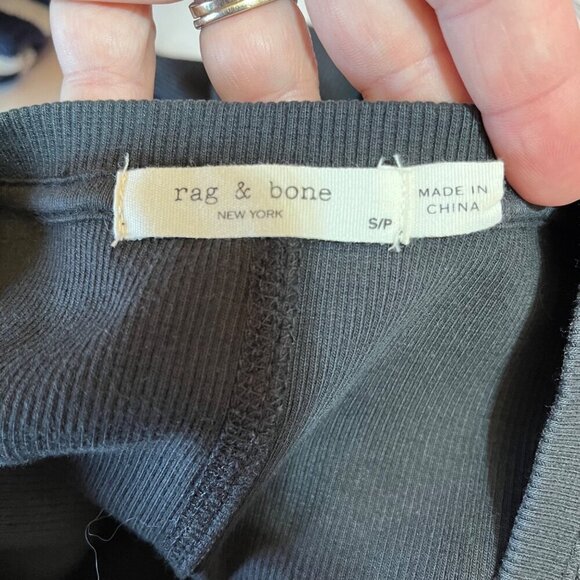 rag & bone
NEW YORK
S/P
MADE IN
CHINA